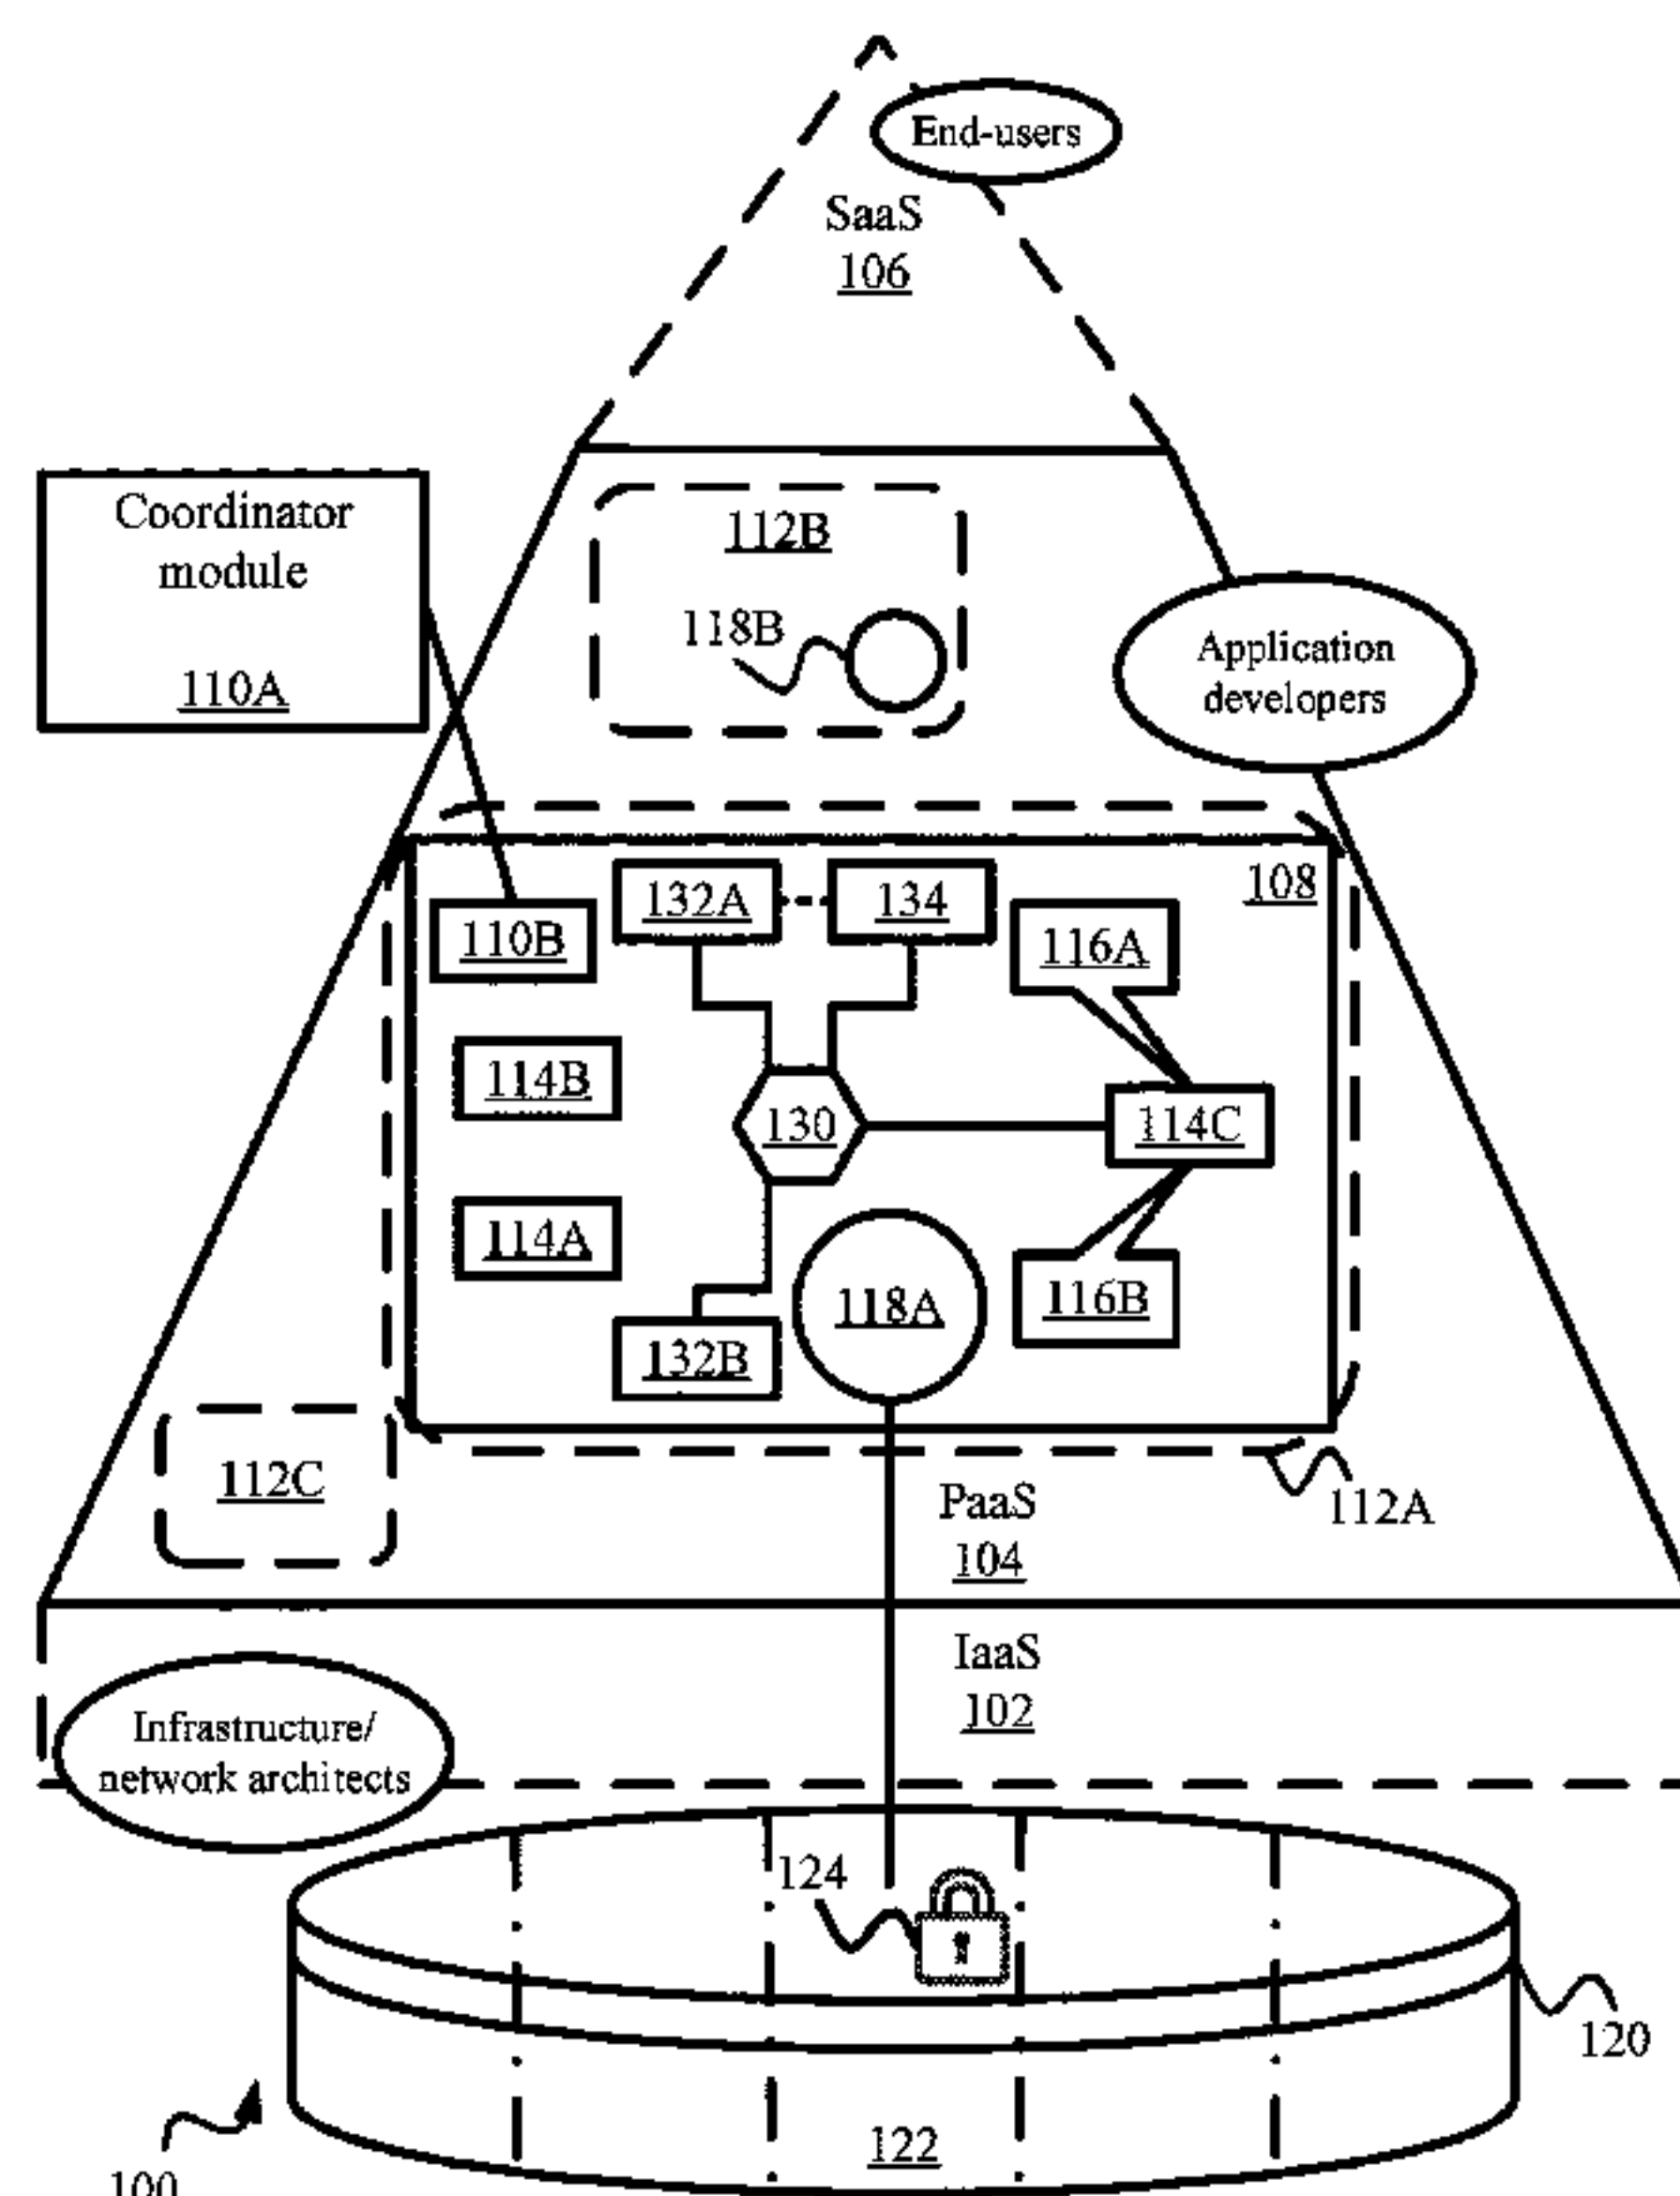 End-users
SaaS
106
Coordinator
module
110A
112B
118B
Application
developers
108
132A
134
110B
116A
114B
130
114C
114A
118A
116B
132B
112C
PaaS
104
112A
IaaS
102
Infrastructure/
network architects
124
120
122
100